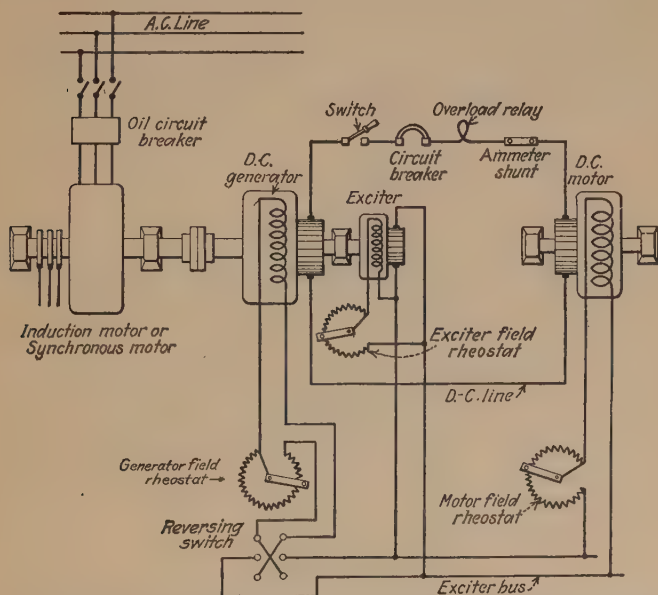 A.C. Line
Oil circuit
breaker
Switch
Overload relay
Circuit
breaker
Ammeter
shunt
D.C.
generator
Exciter
D.C.
motor
Induction motor or
Synchronous motor
Exciter field
rheostat
D.-C. line
Generator field
rheostat
Motor field
rheostat
Reversing
switch
Exciter bus